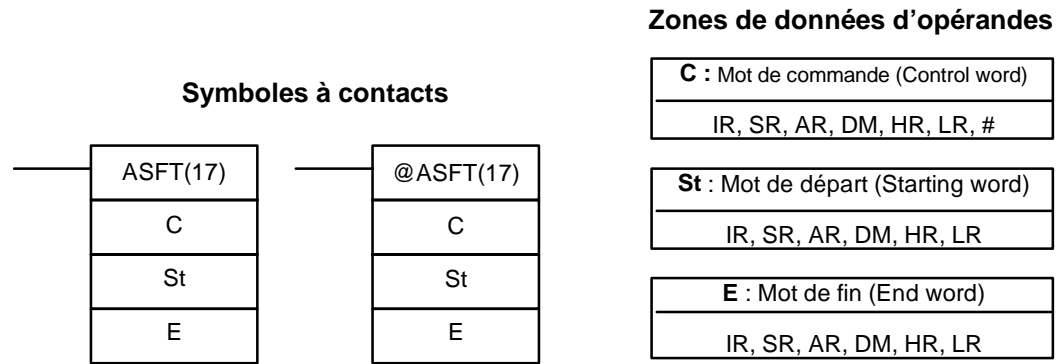 Zones de données d’opérandes
Symboles à contacts
ASFT(17)
C
St
E
@ASFT(17)
C
St
E
C : Mot de commande (Control word)
IR, SR, AR, DM, HR, LR, #
St : Mot de départ (Starting word)
IR, SR, AR, DM, HR, LR
E : Mot de fin (End word)
IR, SR, AR, DM, HR, LR